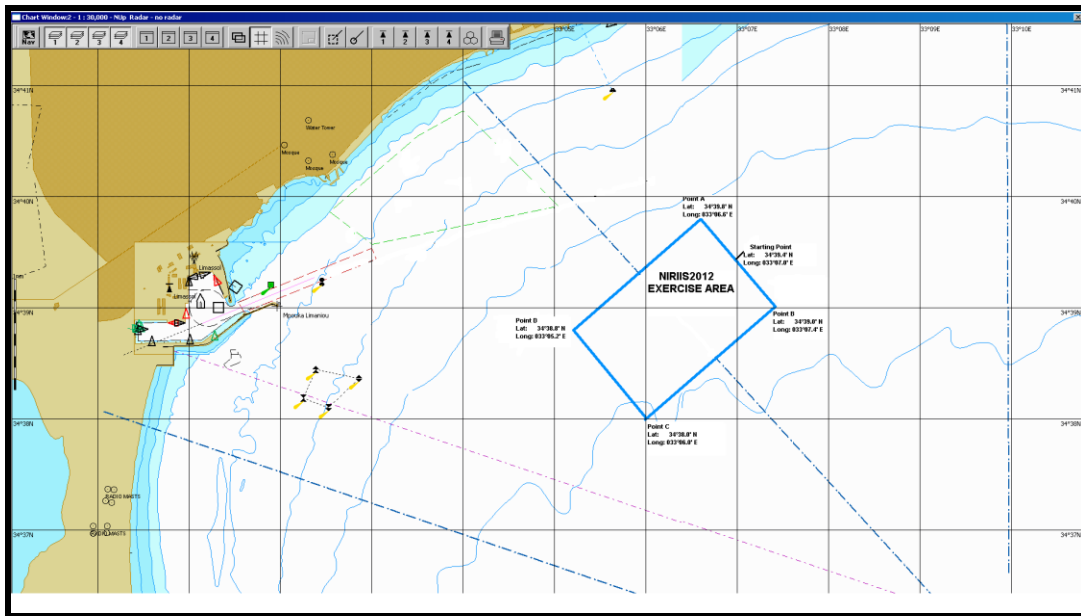 Chart Window:2 - 1 : 30,000 - NUp Radar - no radar
Nav 1 2 3 4 1 2 3 4 1 2 3 4
33°05E 33°06E 33°07E 33°08E 33°09E 33°10E
34°41N 34°41N
Water Tower
Mosque
Mosque
Mosque
34°40N 34°40N
Point A
Lat: 34°39.8' N
Long: 033°06.6' E
Starting Point
Lat: 34°39.4' N
Long: 033°07.0' E
NIRIIS2012
EXERCISE AREA
Limassol
Limassol
34°39N 34°39N
Point B
Lat: 34°39.0' N
Long: 033°07.4' E
Point D
Lat: 34°38.8' N
Long: 033°05.2' E
34°38N 34°38N
Point C
Lat: 34°38.0' N
Long: 033°06.0' E
RADIO MASTS
RADIO MASTS
34°37N 34°37N